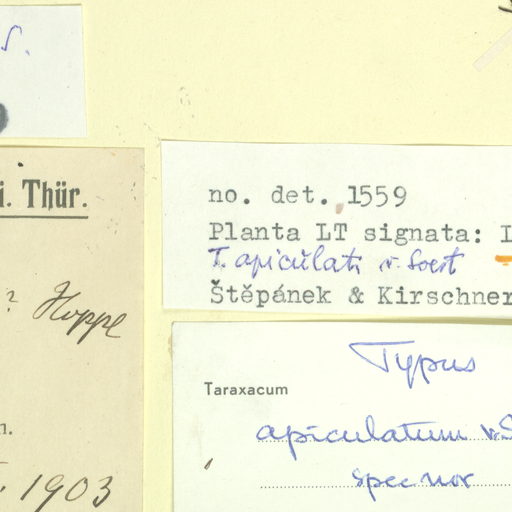 i. Thür.
? Hoppe
n.
1903
no. det. 1559
Planta LT signata:
T. apiculati v. Soest
Štěpánek & Kirschner
Typus
Taraxacum
apiculatum v. S
spec nov